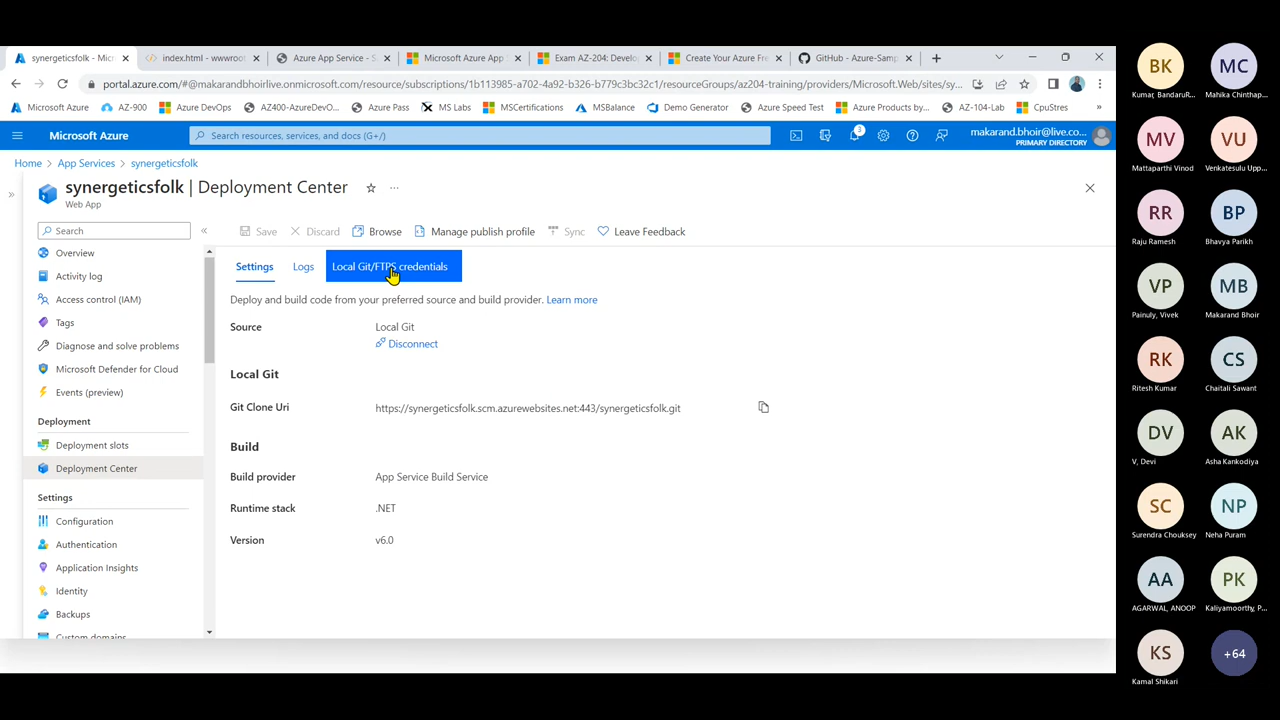 synergeticsfolk - Micr
index.html - wwwroo
Azure App Service - S
Microsoft Azure App S
Exam AZ-204: Develo
Create Your Azure Fre
GitHub - Azure-Samp
portal.azure.com/#@makarandbhoirlive.onmicrosoft.com/resource/subscriptions/1b113985-a702-4a92-b326-b779c3bc32c1/resourceGroups/az204-training/providers/Microsoft.Web/sites/sy...
Microsoft Azure
AZ-900
Azure DevOps
AZ400-AzureDevO...
Azure Pass
MS Labs
MSCertifications
MSBalance
Demo Generator
Azure Speed Test
Azure Products by...
AZ-104-Lab
CpuStres
Microsoft Azure
Search resources, services, and docs (G+/)
3
makarand.bhoir@live.co...
PRIMARY DIRECTORY
Home > App Services > synergeticsfolk
synergeticsfolk | Deployment Center
Web App
Search
Save
Discard
Browse
Manage publish profile
Sync
Leave Feedback
Overview
Activity log
Access control (IAM)
Tags
Diagnose and solve problems
Microsoft Defender for Cloud
Events (preview)
Deployment
Deployment slots
Deployment Center
Settings
Configuration
Authentication
Application Insights
Identity
Backups
Custom domains
Settings
Logs
Local Git/FTPS credentials
Deploy and build code from your preferred source and build provider. Learn more
Source
Local Git
Disconnect
Local Git
Git Clone Uri
https://synergeticsfolk.scm.azurewebsites.net:443/synergeticsfolk.git
Build
Build provider
App Service Build Service
Runtime stack
.NET
Version
v6.0
BK
Kumar, BandaruR...
MC
Mahika Chinthap...
MV
Mattaparthi Vinod
VU
Venkatesulu Upp...
RR
Raju Ramesh
BP
Bhavya Parikh
VP
Painuly, Vivek
MB
Makarand Bhoir
RK
Ritesh Kumar
CS
Chaitali Sawant
DV
V, Devi
AK
Asha Kankodiya
SC
Surendra Chouksey
NP
Neha Puram
AA
AGARWAL, ANOOP
PK
Kaliyamoorthy, P...
KS
Kamal Shikari
+64